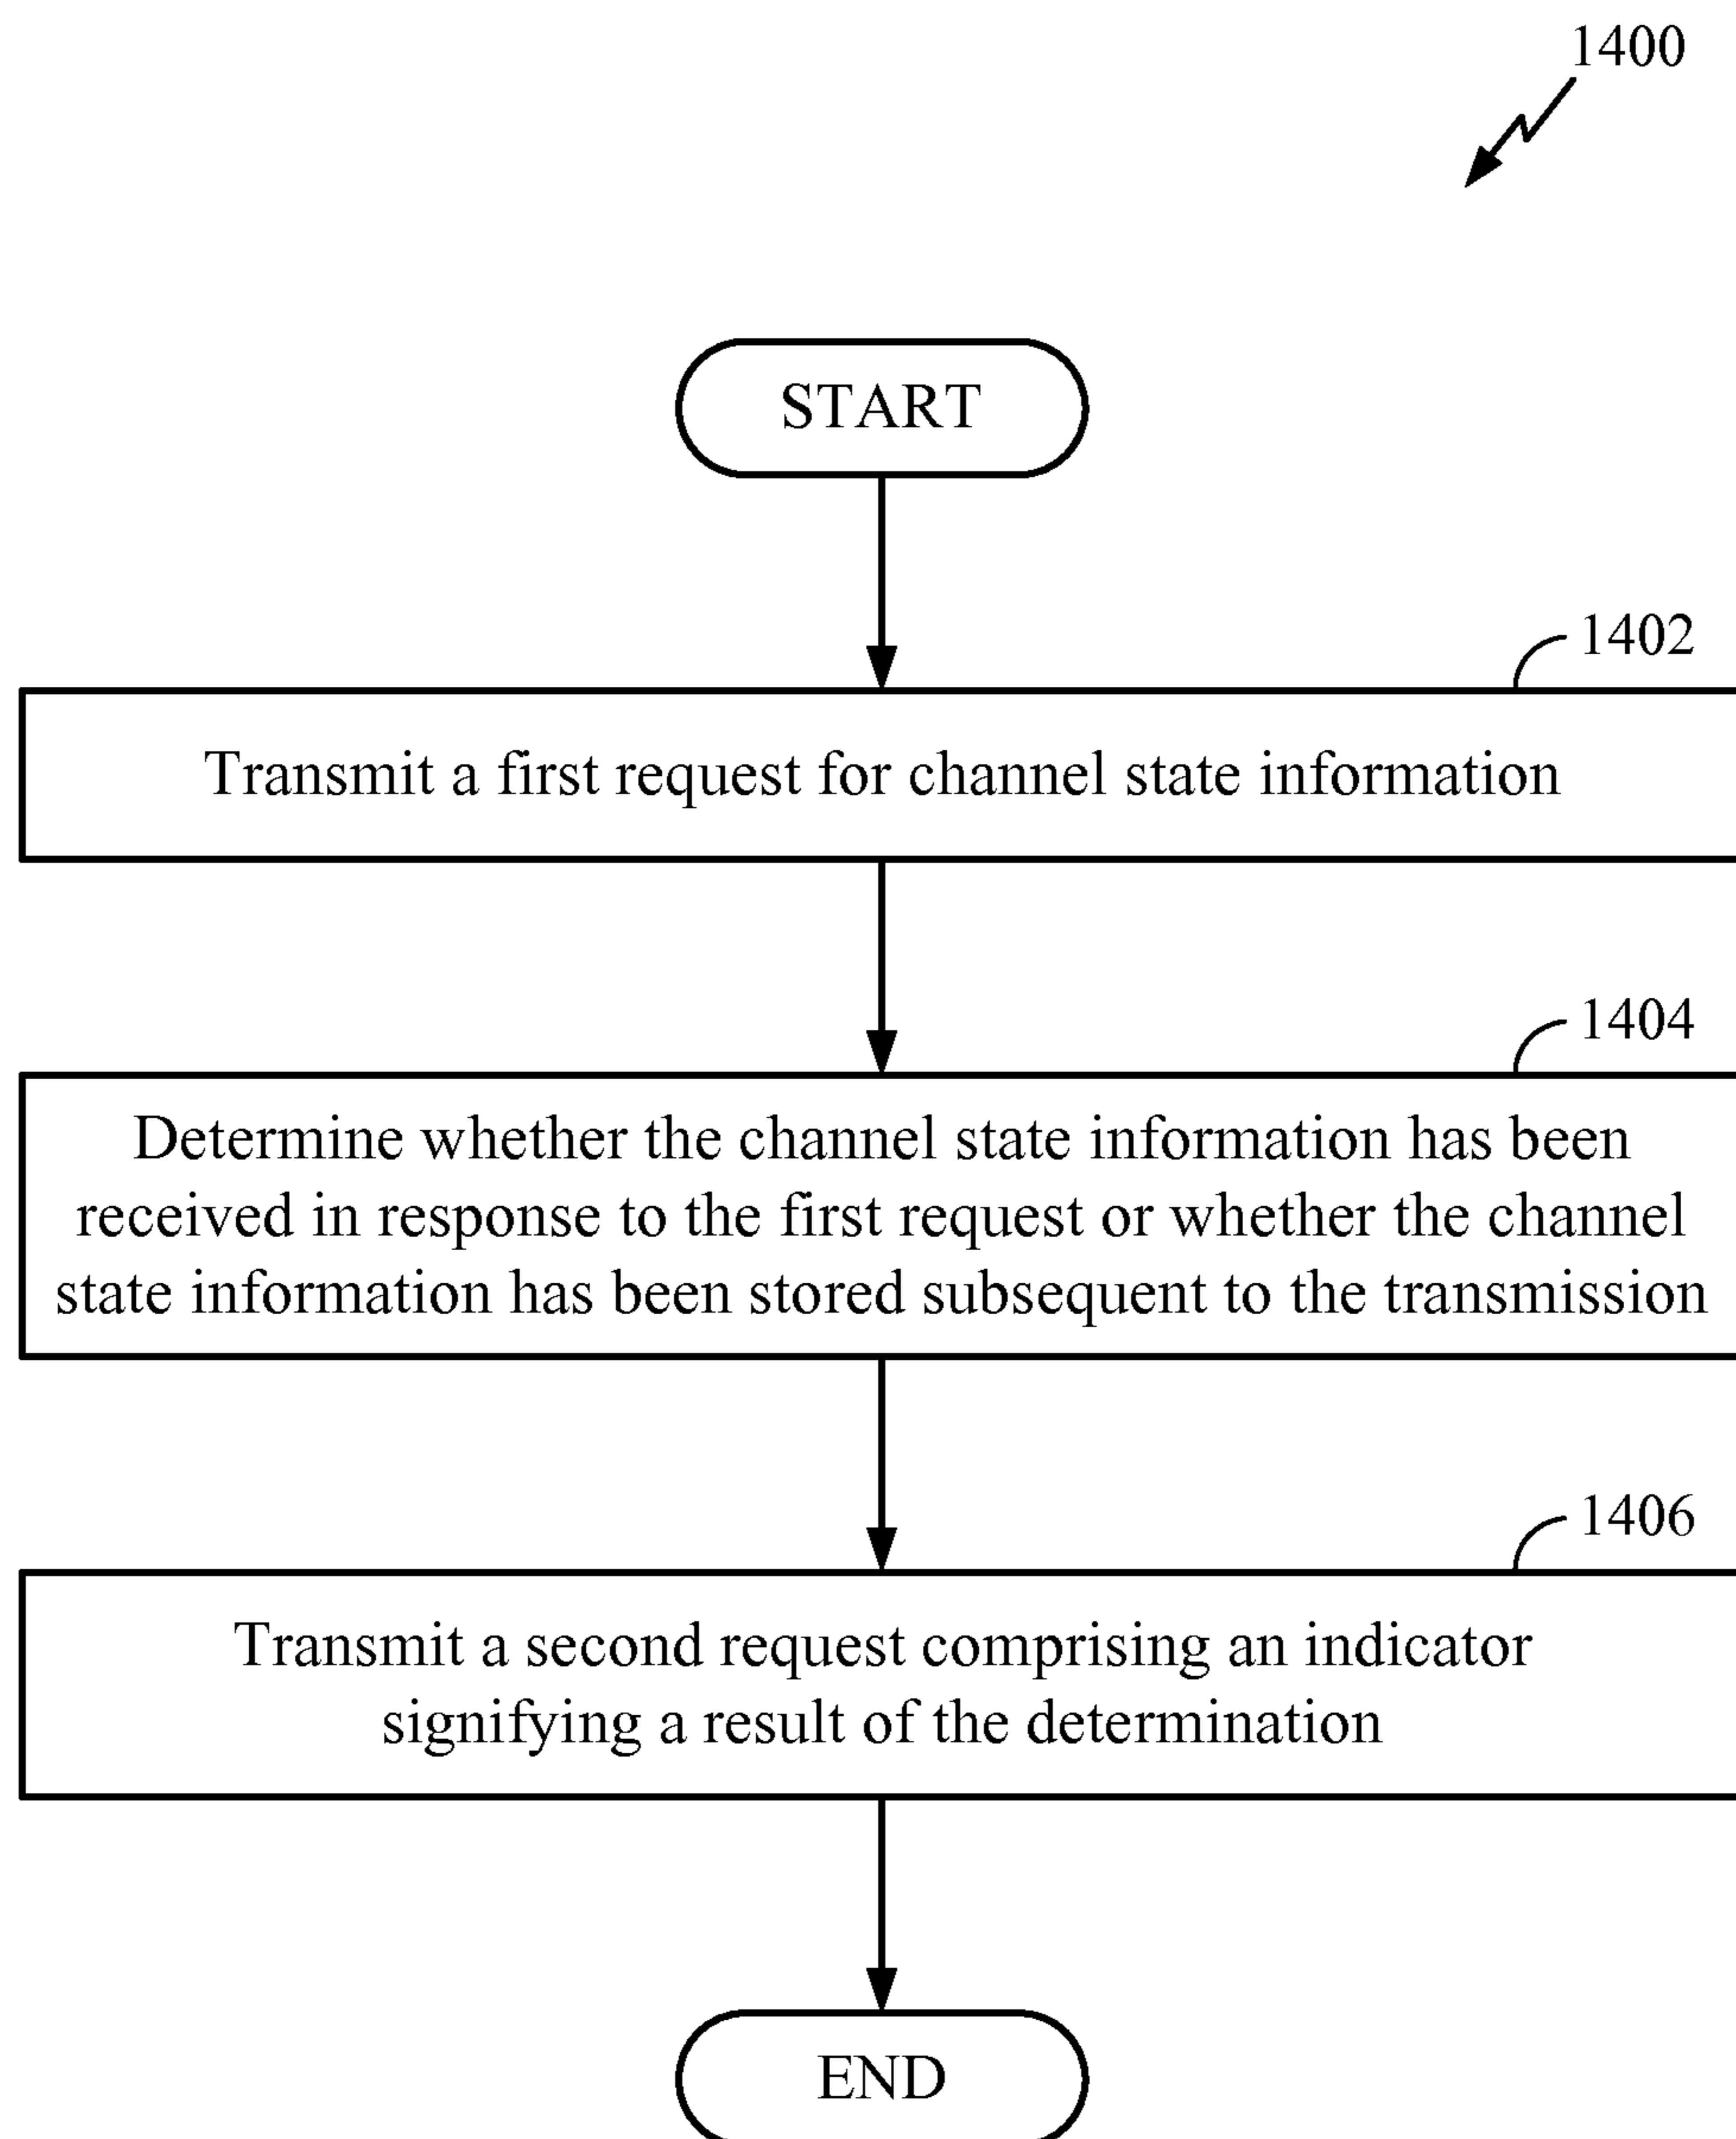 1400
START
1402
Transmit a first request for channel state information
1404
Determine whether the channel state information has been
received in response to the first request or whether the channel
state information has been stored subsequent to the transmission
1406
Transmit a second request comprising an indicator
signifying a result of the determination
END